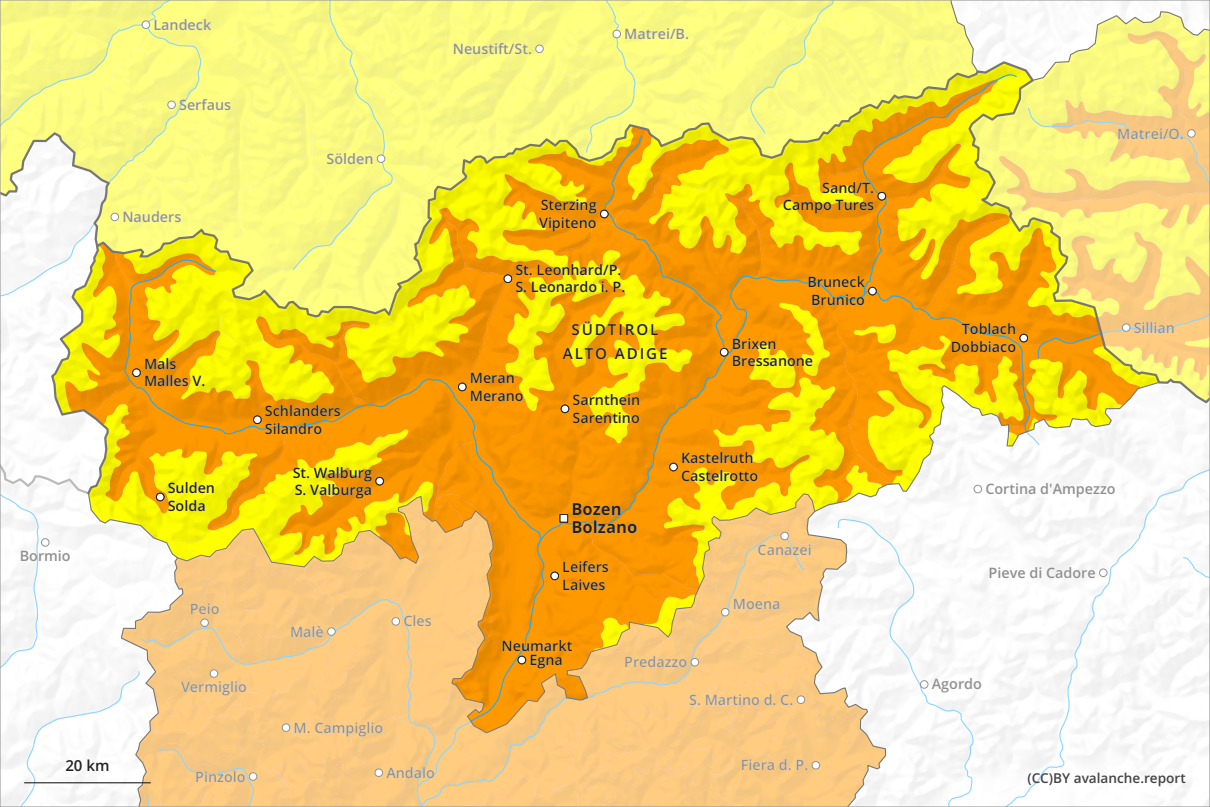 Landeck
Matrei/B.
Neustift/St.
Serfaus
Matrei/O.
Sölden
Sand/T.
Campo Tures
Sterzing
Vipiteno
Nauders
St. Leonhard/P.
S. Leonardo i. P.
Bruneck
Brunico
SÜDTIROL
ALTO ADIGE
Toblach
Dobbiaco
Sillian
Brixen
Bressanone
Mals
Malles V.
Meran
Merano
Sarnthein
Sarentino
Schlanders
Silandro
Kastelruth
Castelrotto
St. Walburg
S. Valburga
Sulden
Solda
Cortina d'Ampezzo
Bozen
Bolzano
Bormio
Canazei
Leifers
Laives
Pieve di Cadore
Peio
Moena
Malè
Cles
Neumarkt
Egna
Predazzo
Vermiglio
Agordo
S. Martino d. C.
M. Campiglio
20 km
Pinzolo
Andalo
Fiera d. P.
(CC)BY avalanche.report